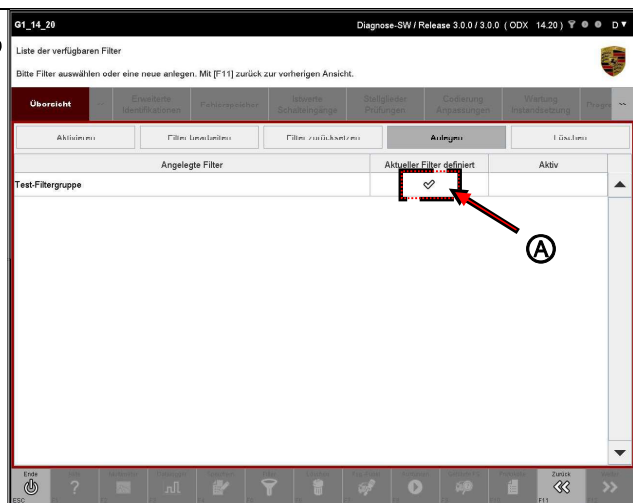 G1_14_20 Diagnose-SW / Release 3.0.0 / 3.0.0 ( ODX 14.20 ) D
Liste der verfügbaren Filter
Bitte Filter auswählen oder eine neue anlegen. Mit [F11] zurück zur vorherigen Ansicht.
Übersicht Erweiterte Identifikationen Fehlerspeicher Istwerte Schalteingänge Stellglieder Prüfungen Codierung Anpassungen Wartung Instandsetzung
Aktivieren Filter bearbeiten Filter zurücksetzen Anlegen Löschen
Angelegte Filter Aktueller Filter definiert Aktiv
Test-Filtergruppe
A
Ende Zurück
ESC F11